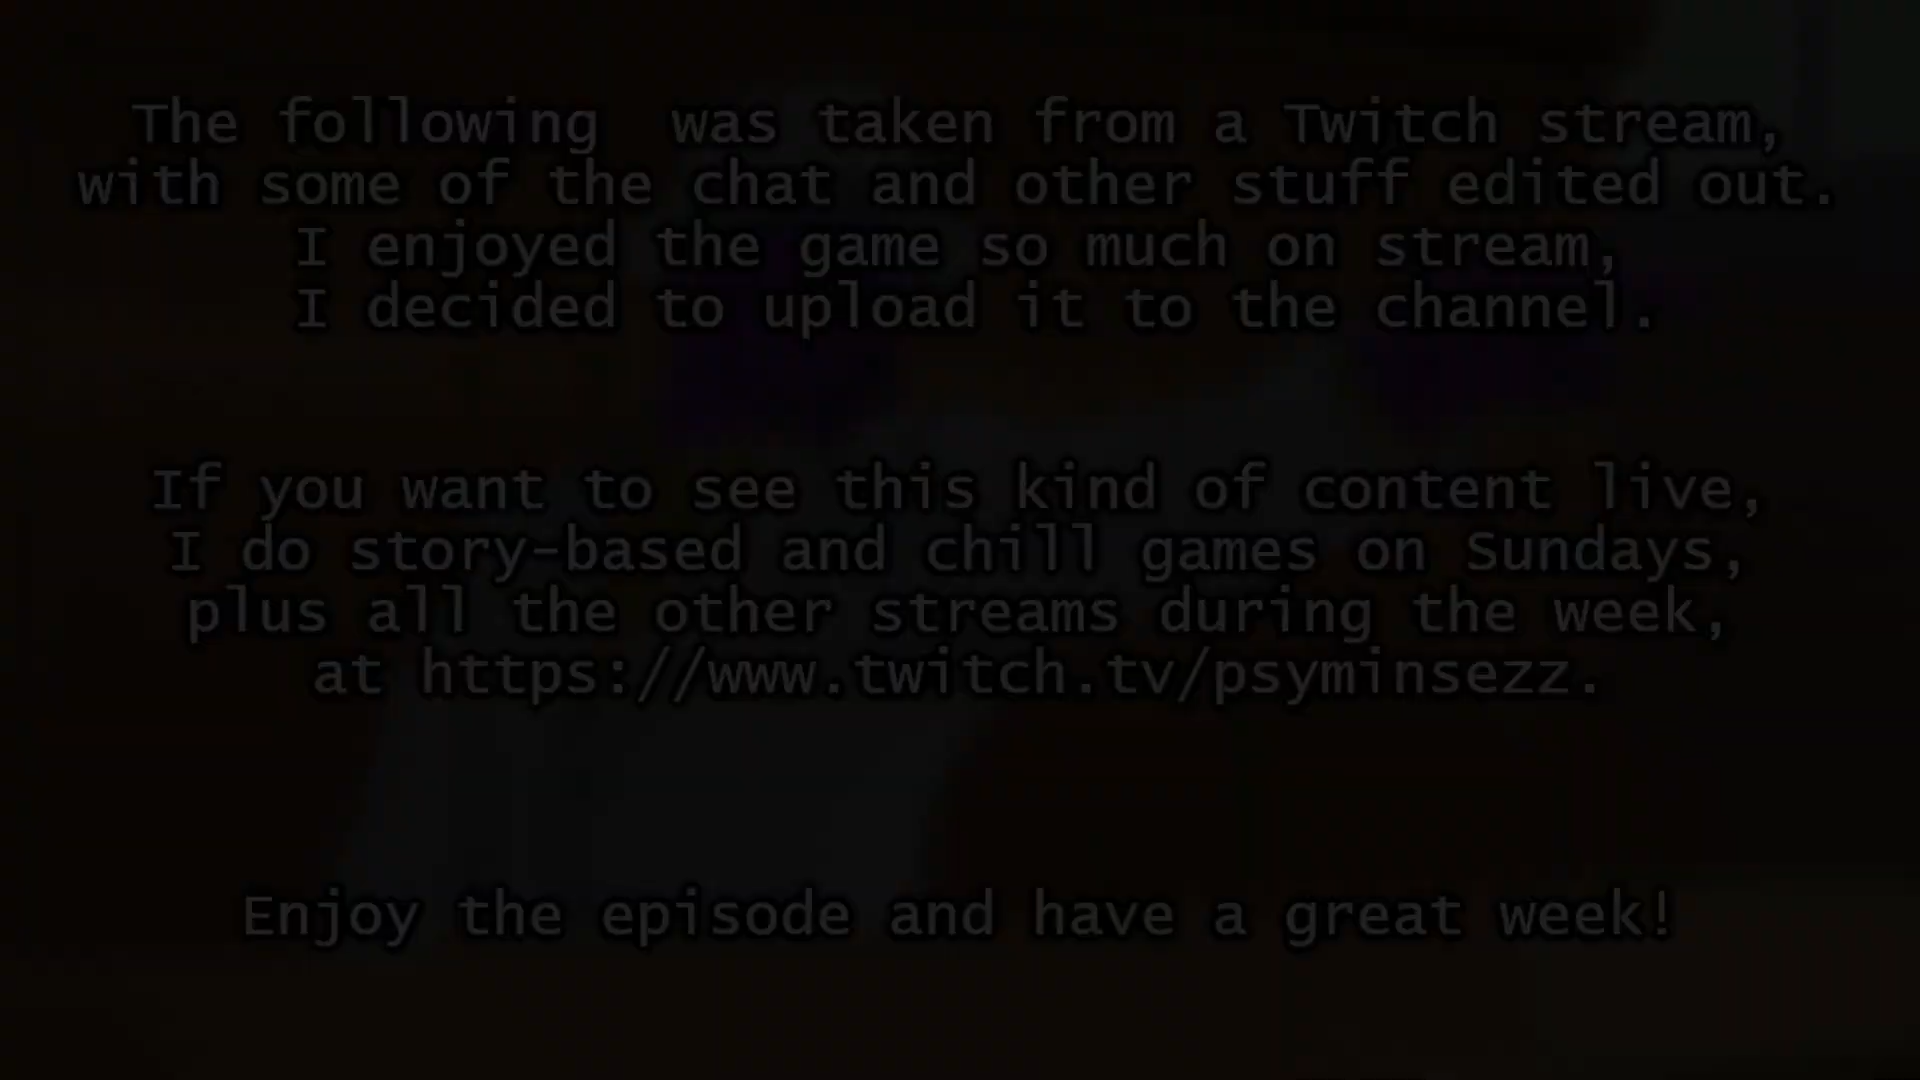 The following  was taken from a Twitch stream,
with some of the chat and other stuff edited out.
I enjoyed the game so much on stream,
I decided to upload it to the channel.
If you want to see this kind of content live,
I do story-based and chill games on Sundays,
plus all the other streams during the week,
at https://www.twitch.tv/psyminsezz.
Enjoy the episode and have a great week!